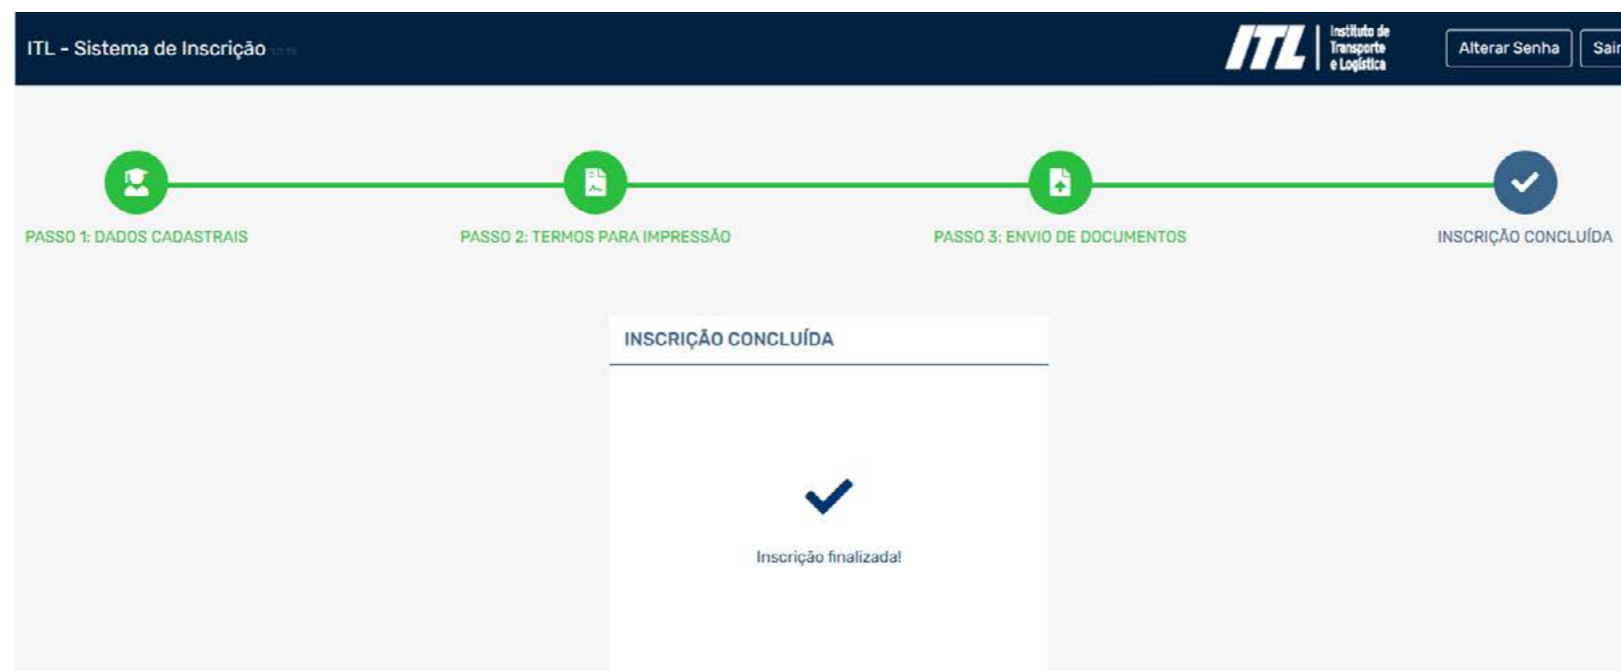 ITL - Sistema de Inscrição
ITL
Instituto de
Transporte
e Logística
Alterar Senha
Sair
PASSO 1: DADOS CADASTRAIS
PASSO 2: TERMOS PARA IMPRESSÃO
PASSO 3: ENVIO DE DOCUMENTOS
INSCRIÇÃO CONCLUÍDA
INSCRIÇÃO CONCLUÍDA
Inscrição finalizada!